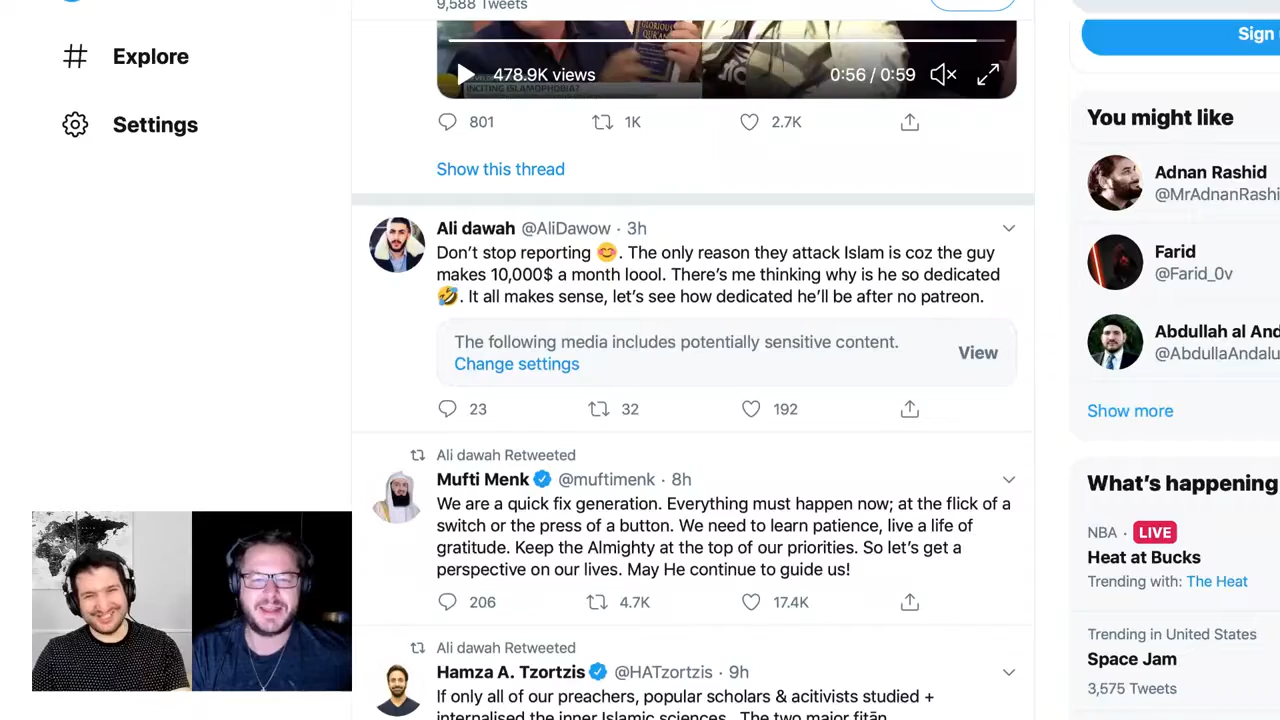 9,588 Tweets
Explore
Settings
GLORIOUS
QUR'AN
INCITING ISLAMOPHOBIA?
478.9K views
0:56 / 0:59
801
1K
2.7K
Show this thread
Ali dawah @AliDawow · 3h
Don’t stop reporting 😊. The only reason they attack Islam is coz the guy
makes 10,000$ a month loool. There’s me thinking why is he so dedicated
🤣. It all makes sense, let’s see how dedicated he’ll be after no patreon.
The following media includes potentially sensitive content.
Change settings
View
23
32
192
Ali dawah Retweeted
Mufti Menk @muftimenk · 8h
We are a quick fix generation. Everything must happen now; at the flick of a
switch or the press of a button. We need to learn patience, live a life of
gratitude. Keep the Almighty at the top of our priorities. So let’s get a
perspective on our lives. May He continue to guide us!
206
4.7K
17.4K
Ali dawah Retweeted
Hamza A. Tzortzis @HATzortzis · 9h
If only all of our preachers, popular scholars & acitivists studied +
internalised the inner Islamic sciences.. The two major fitān
Sign
You might like
Adnan Rashid
@MrAdnanRashi
Farid
@Farid_0v
Abdullah al And
@AbdullaAndalu
Show more
What’s happening
NBA · LIVE
Heat at Bucks
Trending with: The Heat
Trending in United States
Space Jam
3,575 Tweets